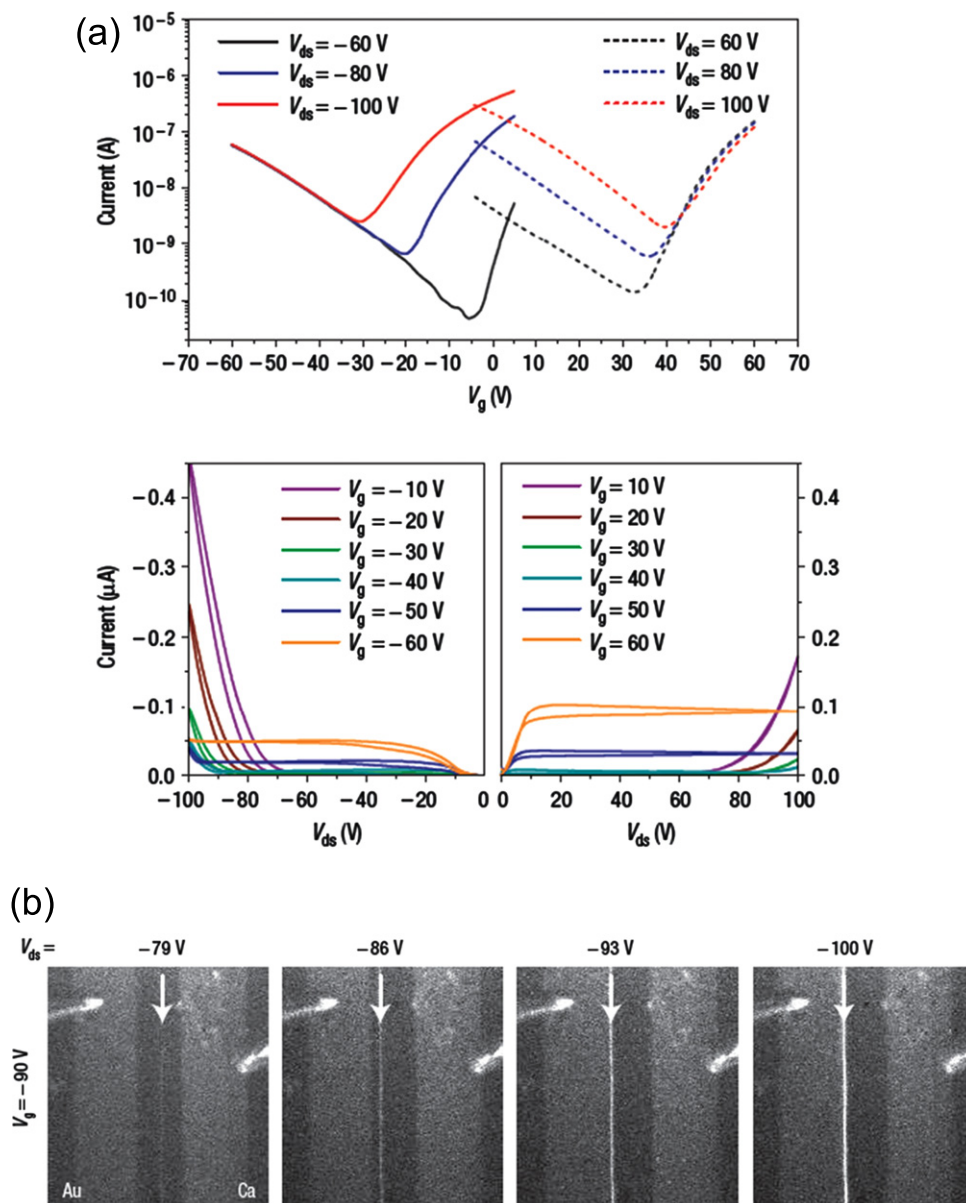 (a)
V_ds = −60 V
V_ds = −80 V
V_ds = −100 V
V_ds = 60 V
V_ds = 80 V
V_ds = 100 V
Current (A)
10⁻⁵
10⁻⁶
10⁻⁷
10⁻⁸
10⁻⁹
10⁻¹⁰
−70 −60 −50 −40 −30 −20 −10 0 10 20 30 40 50 60 70
V_g (V)
Current (μA)
−0.4
−0.3
−0.2
−0.1
0.0
V_g = −10 V
V_g = −20 V
V_g = −30 V
V_g = −40 V
V_g = −50 V
V_g = −60 V
−100 −80 −60 −40 −20 0
V_ds (V)
V_g = 10 V
V_g = 20 V
V_g = 30 V
V_g = 40 V
V_g = 50 V
V_g = 60 V
0.4
0.3
0.2
0.1
0.0
0 20 40 60 80 100
V_ds (V)
(b)
V_ds = −79 V −86 V −93 V −100 V
V_g = −90 V
Au Ca